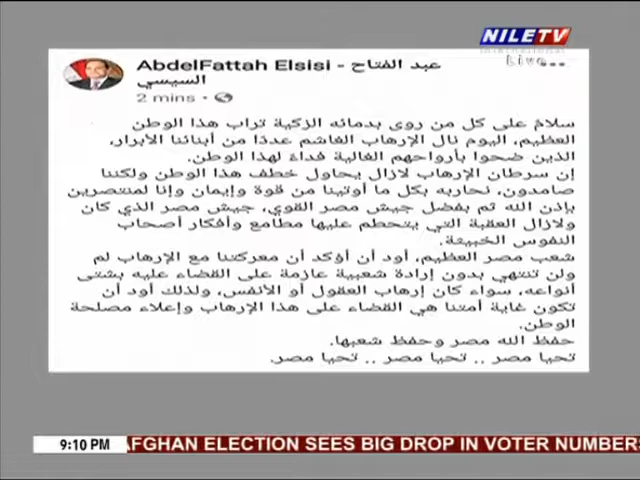 NILETV
International
Live...
AbdelFattah Elsisi - عبد الفتاح
السيسي
2 mins ·
سلامٌ على كل من روى بدمائه الزكية تراب هذا الوطن
العظيم، اليوم نال الإرهاب الغاشم عددًا من أبنائنا الأبرار،
الذين ضحوا بأرواحهم الغالية فداءً لهذا الوطن.
إن سرطان الإرهاب لازال يحاول خطف هذا الوطن ولكننا
صامدون، نحاربه بكل ما أوتينا من قوة وإيمان وإنا لمنتصرين
بإذن الله ثم بفضل جيش مصر القوي، جيش مصر الذي كان
ولازال العقبة التي يتحطم عليها مطامع وأفكار أصحاب
النفوس الخبيثة.
شعب مصر العظيم، أود أن أؤكد أن معركتنا مع الإرهاب لم
ولن تنتهي بدون إرادة شعبية عازمة على القضاء عليه بشتى
أنواعه، سواء كان إرهاب العقول أو الأنفس، ولذلك أود أن
تكون غاية أمتنا هي القضاء على هذا الإرهاب وإعلاء مصلحة
الوطن.
حفظ الله مصر وحفظ شعبها.
تحيا مصر .. تحيا مصر .. تحيا مصر.
9:10 PM AFGHAN ELECTION SEES BIG DROP IN VOTER NUMBERS